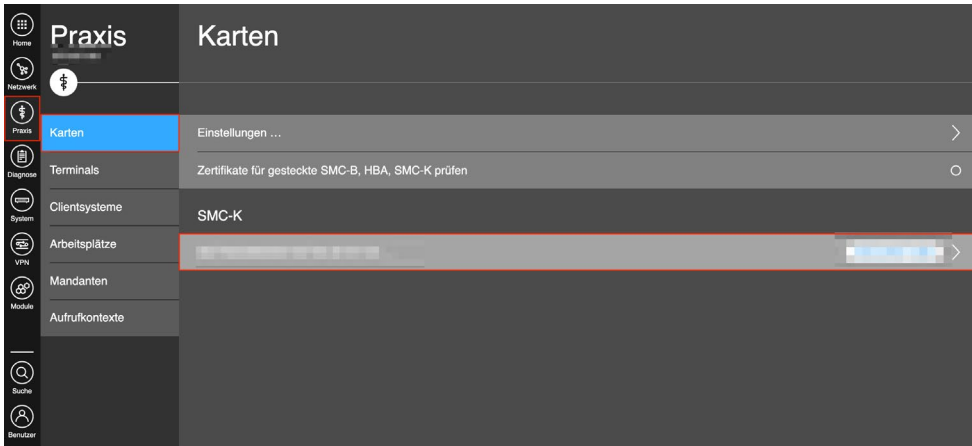 Home
Netzwerk
Praxis
Diagnose
System
VPN
Module
Suche
Benutzer
Praxis
Karten
Terminals
Clientsysteme
Arbeitsplätze
Mandanten
Aufrufkontexte
Karten
Einstellungen ...
Zertifikate für gesteckte SMC-B, HBA, SMC-K prüfen
SMC-K